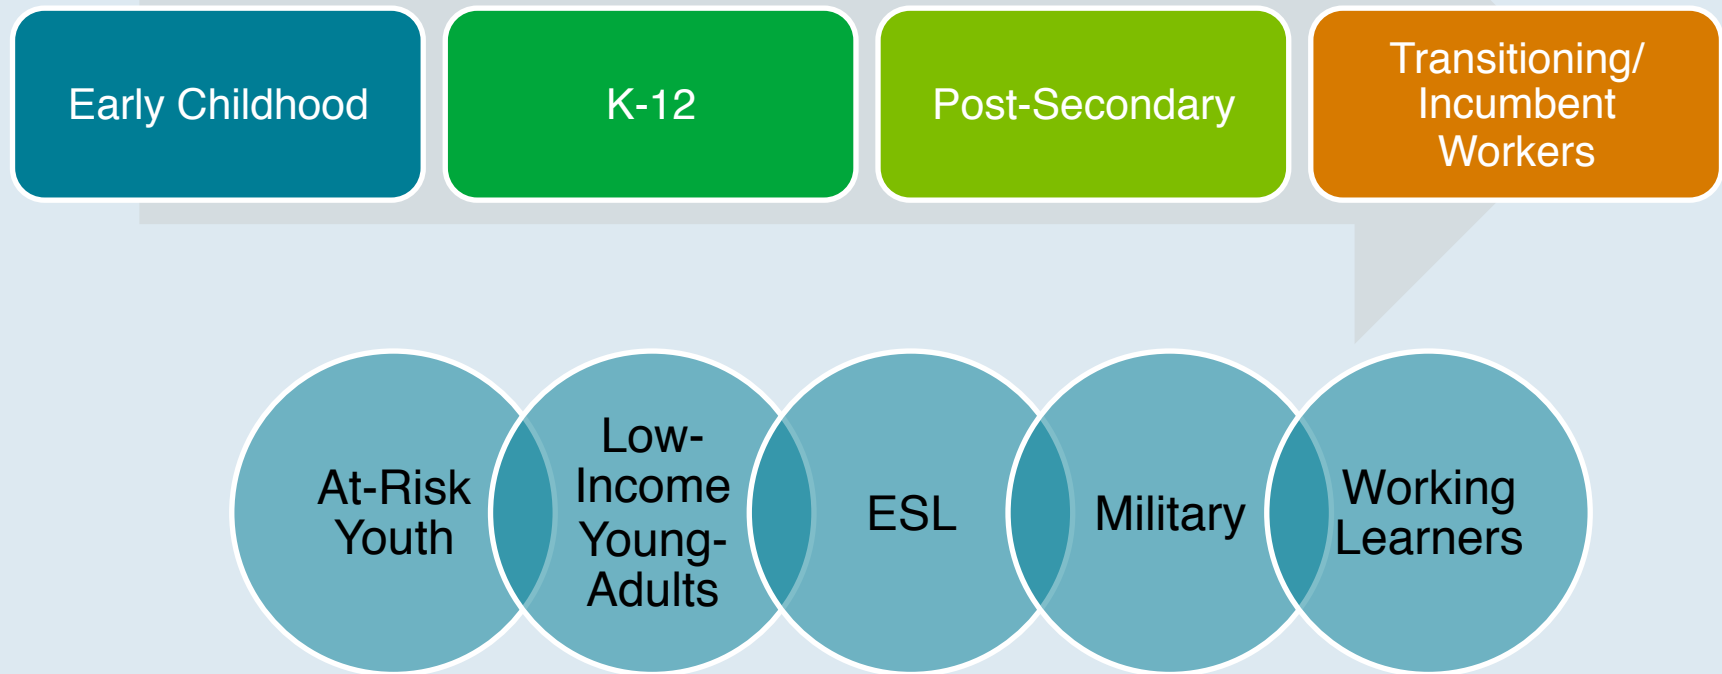 Early Childhood
K-12
Post-Secondary
Transitioning/
Incumbent
Workers
At-Risk
Youth
Low-
Income
Young-
Adults
ESL
Military
Working
Learners